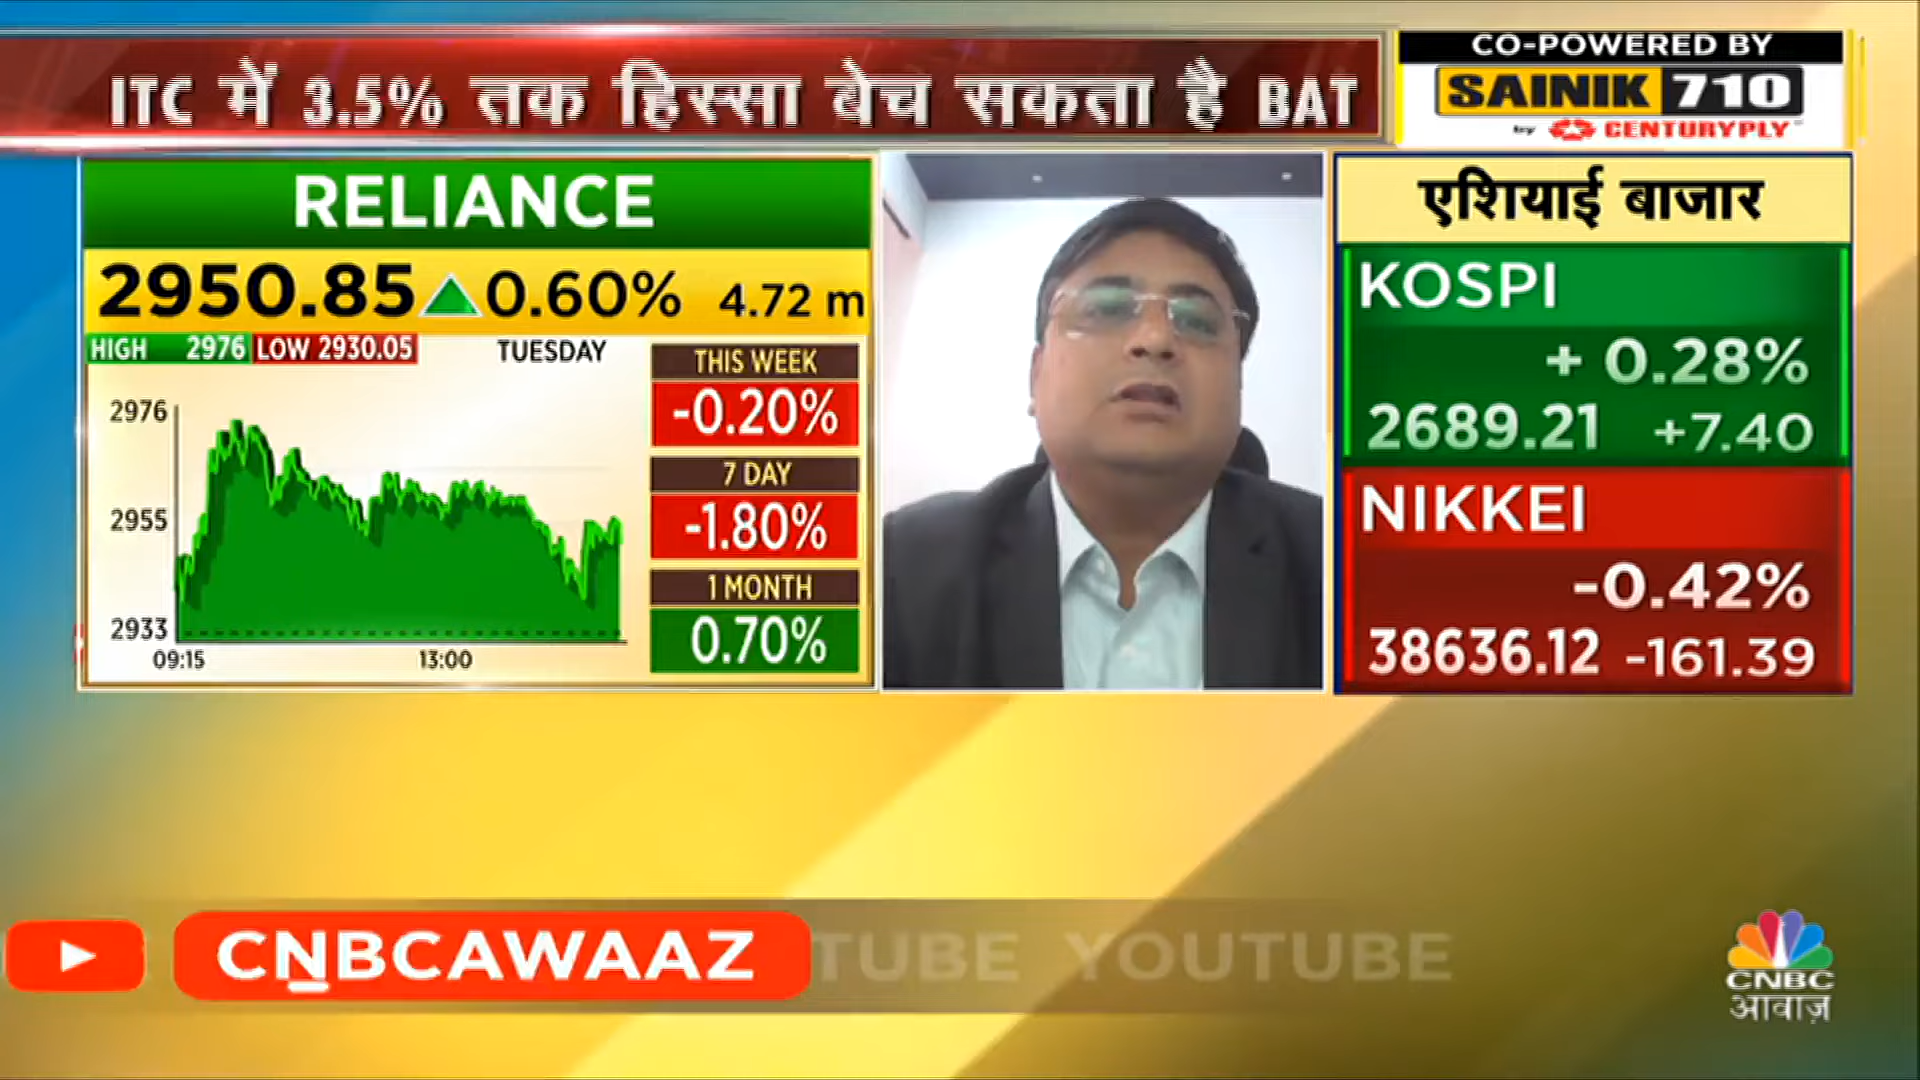 ITC में 3.5% तक हिस्सा बेच सकता है BAT
CO-POWERED BY
SAINIK 710
by CENTURYPLY
RELIANCE
2950.85 0.60% 4.72 m
HIGH 2976 LOW 2930.05 TUESDAY
2976
2955
2933
09:15 13:00
THIS WEEK
-0.20%
7 DAY
-1.80%
1 MONTH
0.70%
एशियाई बाजार
KOSPI
+ 0.28%
2689.21 +7.40
NIKKEI
-0.42%
38636.12 -161.39
CNBCAWAAZ TUBE YOUTUBE
CNBC
आवाज़